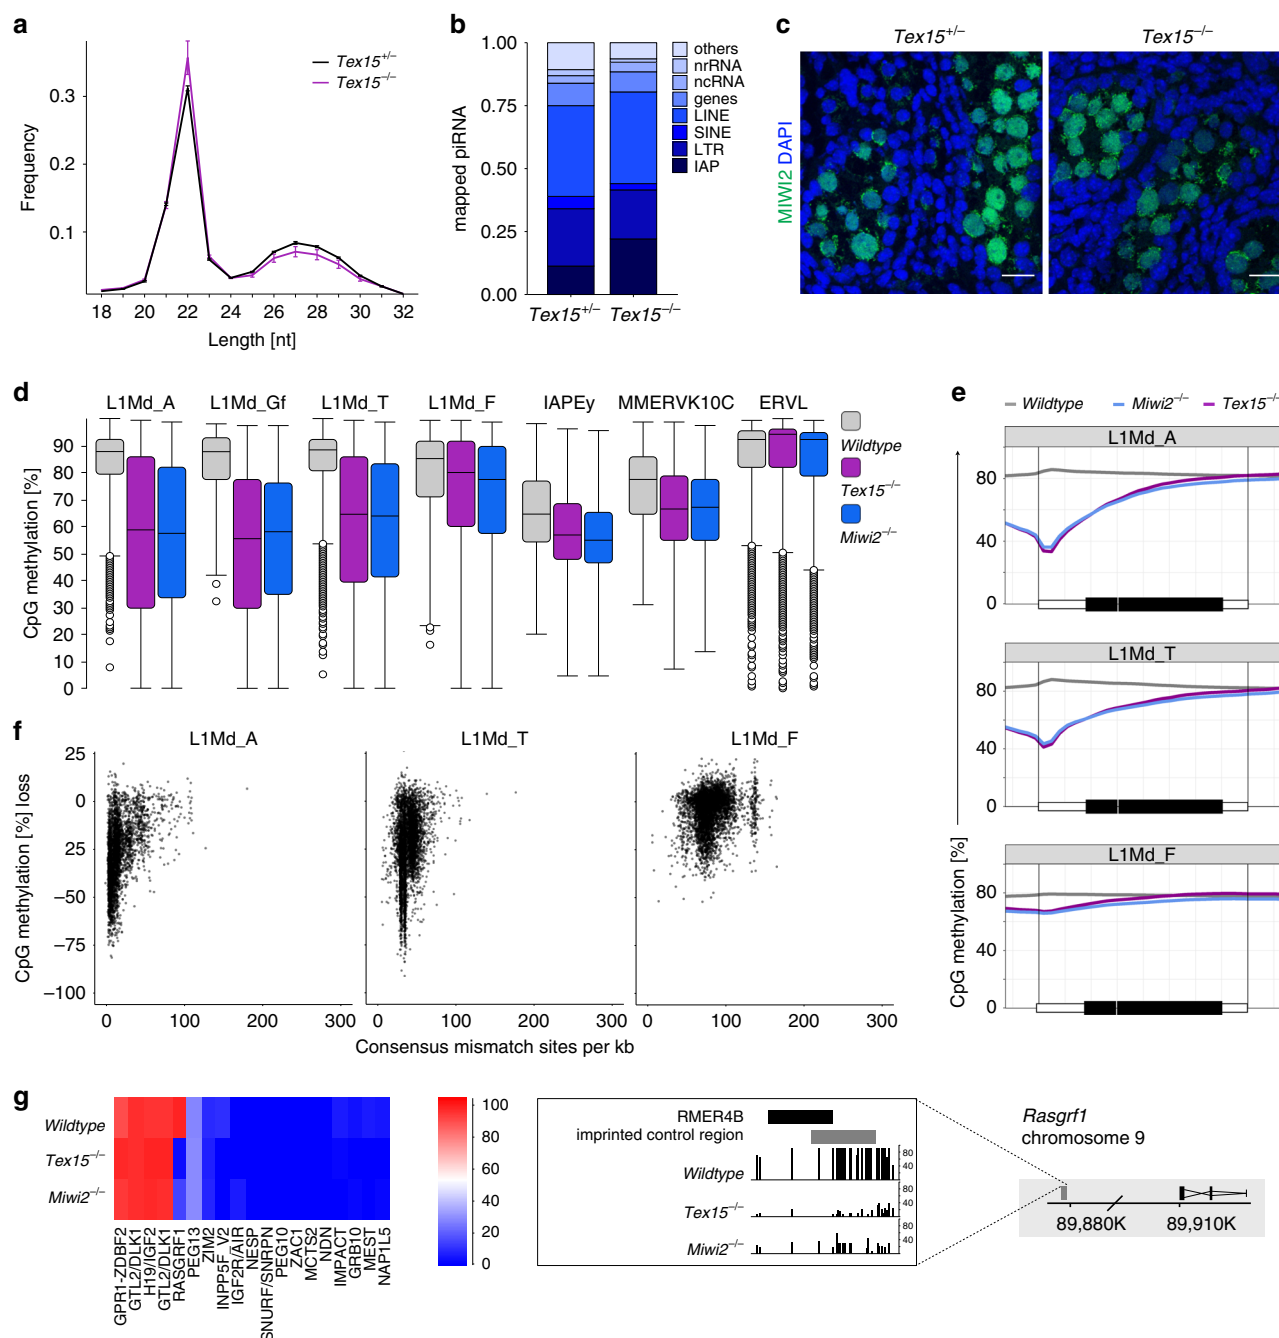 a
Tex15+/−
Tex15−/−
Frequency
0.3
0.2
0.1
18 20 22 24 26 28 30 32
Length [nt]
b
mapped piRNA
1.00
0.75
0.50
0.25
0.00
Tex15+/− Tex15−/−
others
nrRNA
ncRNA
genes
LINE
SINE
LTR
IAP
c
Tex15+/− Tex15−/−
MIWI2 DAPI
d
L1Md_A L1Md_Gf L1Md_T L1Md_F IAPEy MMERVK10C ERVL
CpG methylation [%]
90
80
70
60
50
40
30
20
10
0
Wildtype
Tex15−/−
Miwi2−/−
e
Wildtype Miwi2−/− Tex15−/−
L1Md_A
80
40
0
L1Md_T
80
40
0
L1Md_F
80
40
0
CpG methylation [%]
f
L1Md_A L1Md_T L1Md_F
CpG methylation [%] loss
25
0
25
−50
−75
−100
0 100 200 300 0 100 200 300 0 100 200 300
Consensus mismatch sites per kb
g
Wildtype
Tex15−/−
Miwi2−/−
GPR1-ZDBF2
GTL2/DLK1
H19/IGF2
GTL2/DLK1
RASGRF1
PEG13
ZIM2
INPP5F_V2
IGF2R/AIR
NESP
SNURF/SNRPN
PEG10
ZAC1
MCTS2
NDN
IMPACT
GRB10
MEST
NAP1L5
100
80
60
40
20
0
RMER4B
imprinted control region
Wildtype
80
40
Tex15−/−
80
40
Miwi2−/−
80
40
Rasgrf1
chromosome 9
89,880K 89,910K